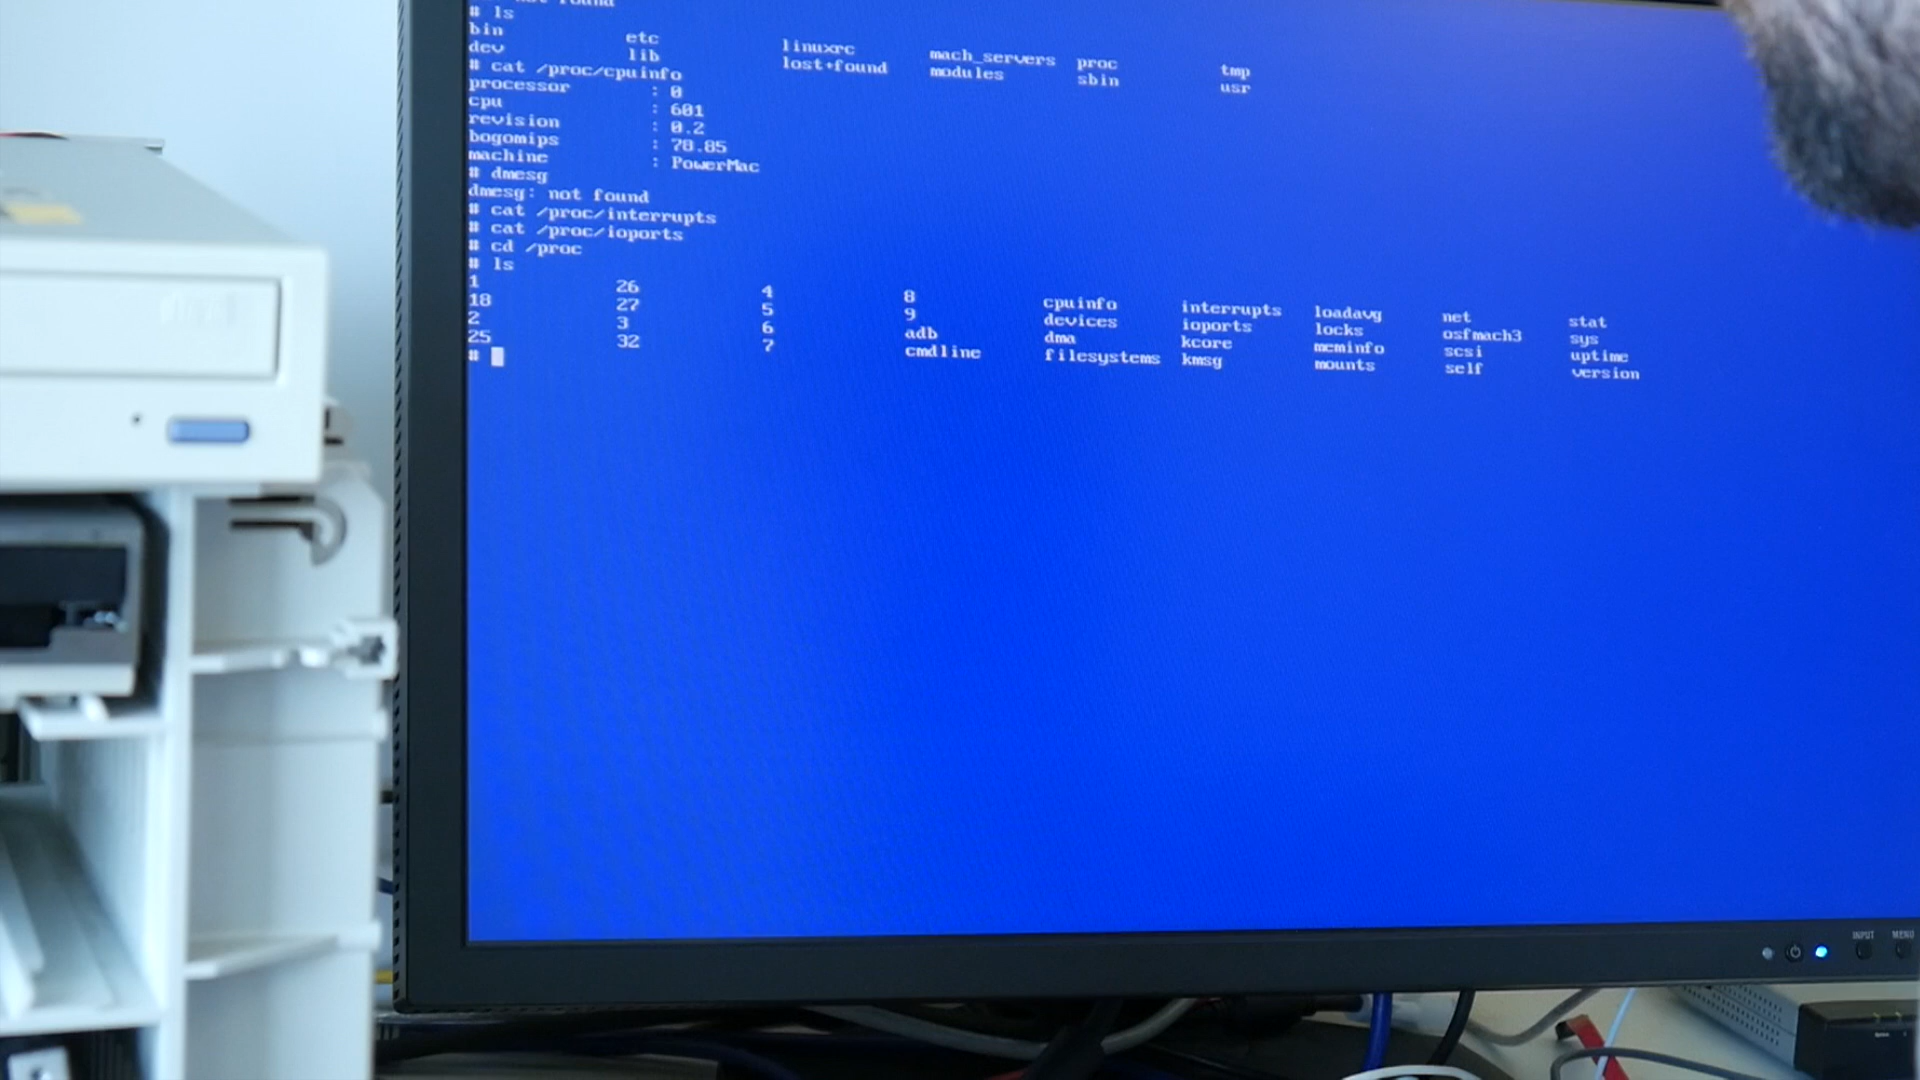 not found
# ls
bin etc linuxrc mach_servers proc tmp
dev lib lost+found modules sbin usr
# cat /proc/cpuinfo
processor : 0
cpu : 601
revision : 0.2
bogomips : 78.85
machine : PowerMac
# dmesg
dmesg: not found
# cat /proc/interrupts
# cat /proc/ioports
# cd /proc
# ls
1 26 4 8 cpuinfo interrupts loadavg net stat
18 27 5 9 devices ioports locks osfmach3 sys
2 3 6 adb dma kcore meminfo scsi uptime
25 32 7 cmdline filesystems kmsg mounts self version
#
INPUT MENU